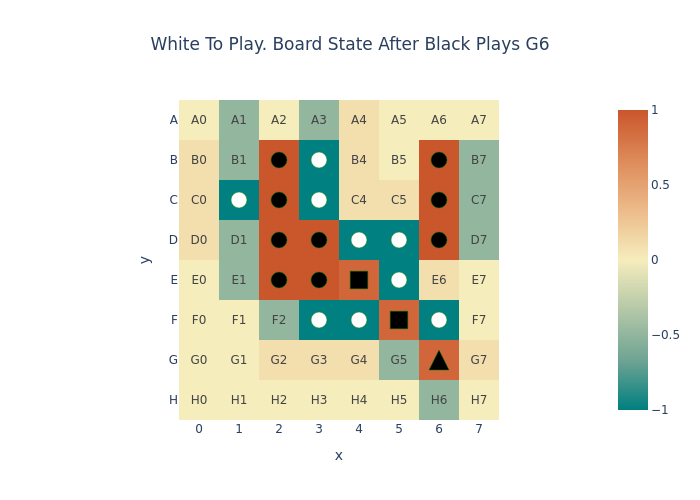 White To Play. Board State After Black Plays G6
A A0 A1 A2 A3 A4 A5 A6 A7 1
B B0 B1 B4 B5 B7
C C0 C4 C5 C7 0.5
D D0 D1 D7
y 0
E E0 E1 E6 E7
F F0 F1 F2 F7 −0.5
G G0 G1 G2 G3 G4 G5 G7
H H0 H1 H2 H3 H4 H5 H6 H7 −1
0 1 2 3 4 5 6 7
x